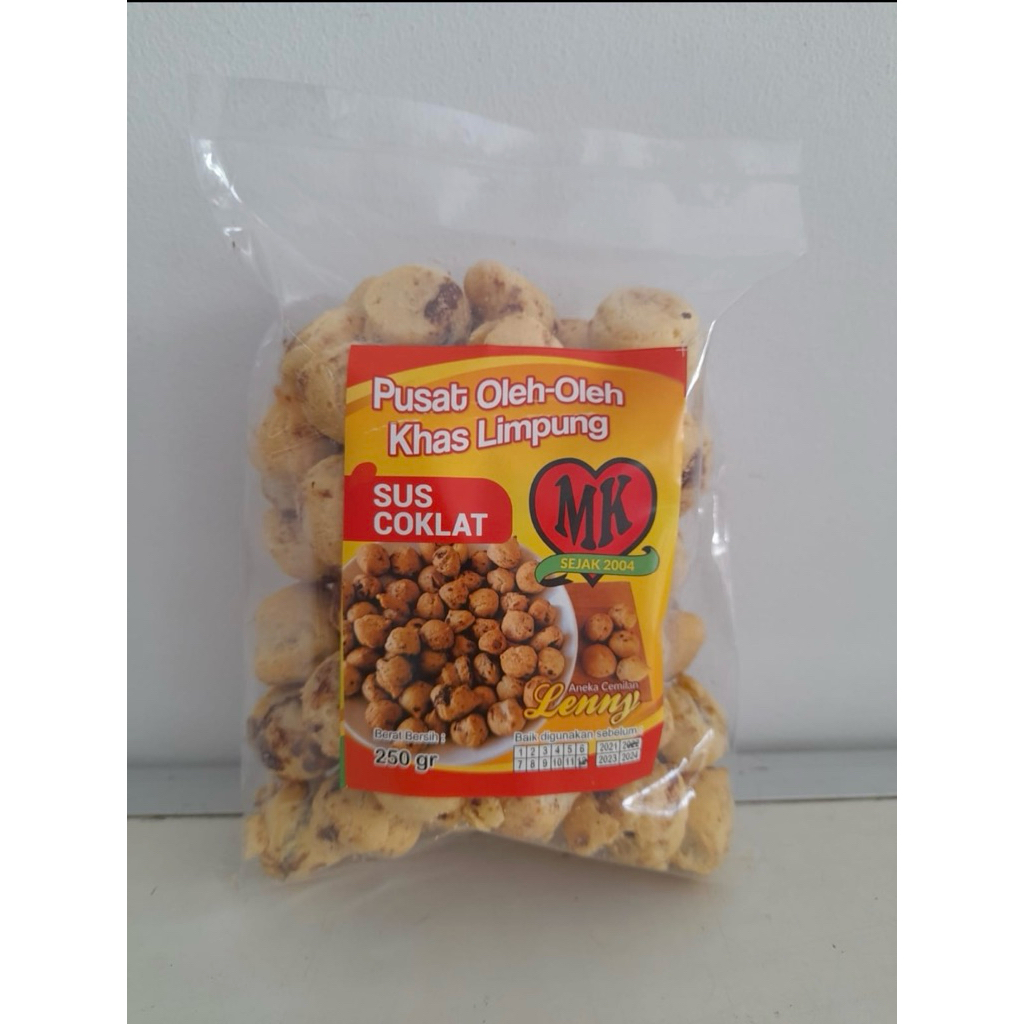 Pusat Oleh-Oleh
Khas Limpung
SUS
COKLAT
MK
SEJAK 2004
Aneka Cemilan
Lenny
Berat Bersih :
250 gr
Baik digunakan sebelum
1 2 3 4 5 6
7 8 9 10 11
2021
2023 2024